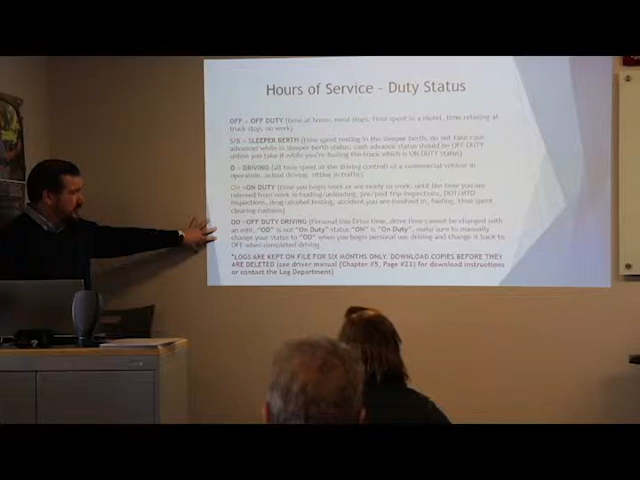 Hours of Service - Duty Status
OFF = OFF DUTY (time at home, meal stops, time spent in a motel, time relaxing at
truck stop, no work)
S/B = SLEEPER BERTH (time spent resting in the sleeper berth, do not take cash
advances while in sleeper berth status, cash advance status should be OFF DUTY
unless you take it while you're fueling the truck which is ON DUTY status)
D = DRIVING (all time spent at the driving controls of a commercial vehicle in
operation, actual driving, sitting in traffic)
ON =ON DUTY (time you begin work or are ready to work, until the time you are
relieved from work in loading/unloading, pre/post trip inspections, DOT/MTO
inspections, drug/alcohol testing, accident you are involved in, fueling, time spent
clearing customs)
OD =OFF DUTY DRIVING (Personal Use Drive time, drive time cannot be changed with
an edit, "OD" is not "On Duty" status "ON" is "On Duty", make sure to manually
change your status to "OD" when you begin personal use driving and change it back to
OFF when completed driving
*LOGS ARE KEPT ON FILE FOR SIX MONTHS ONLY. DOWNLOAD COPIES BEFORE THEY
ARE DELETED (see driver manual [Chapter #5, Page #23] for download instructions
or contact the Log Department)